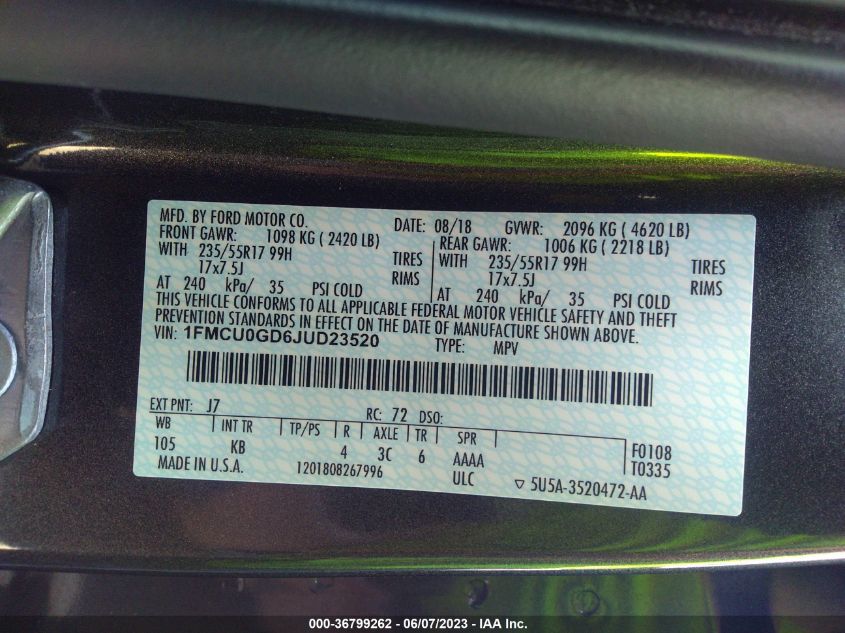 MFD. BY FORD MOTOR CO. DATE: 08/18 GVWR: 2096 KG ( 4620 LB)
FRONT GAWR: 1098 KG ( 2420 LB) REAR GAWR: 1006 KG ( 2218 LB)
WITH 235/55R17 99H TIRES WITH 235/55R17 99H TIRES
17x7.5J RIMS 17x7.5J RIMS
AT 240 kPa/ 35 PSI COLD AT 240 kPa/ 35 PSI COLD
THIS VEHICLE CONFORMS TO ALL APPLICABLE FEDERAL MOTOR VEHICLE SAFETY AND THEFT
PREVENTION STANDARDS IN EFFECT ON THE DATE OF MANUFACTURE SHOWN ABOVE.
VIN: 1FMCU0GD6JUD23520 TYPE: MPV
EXT PNT: J7 RC: 72 DSO:
WB INT TR TP/PS R AXLE TR SPR
105 KB 4 3C 6 AAAA F0108
MADE IN U.S.A. 1201808267996 ULC T0335
▽ 5U5A-3520472-AA
000-36799262 - 06/07/2023 - IAA Inc.